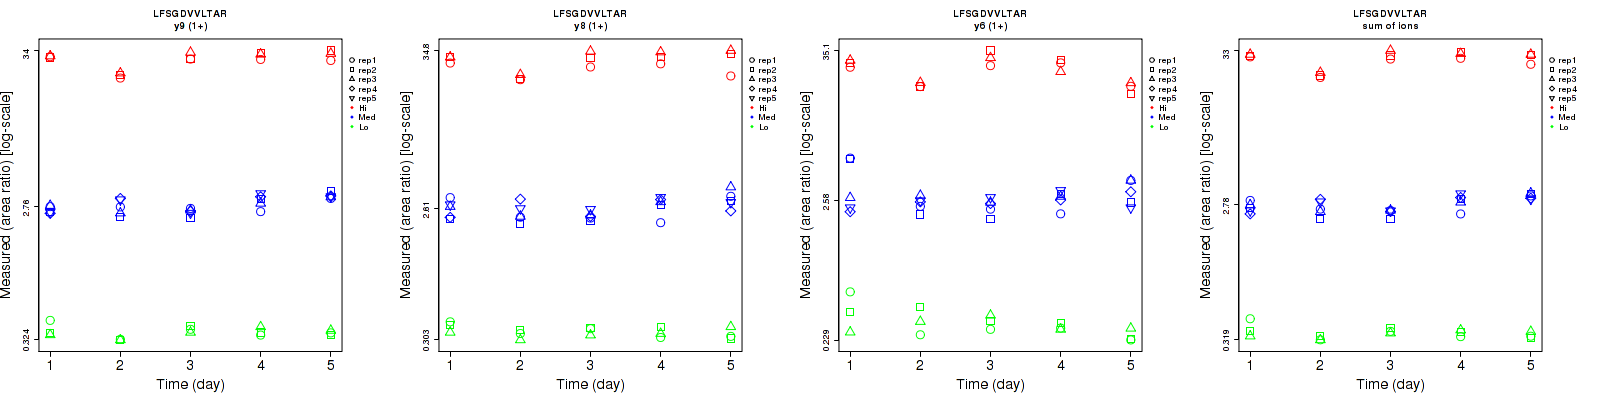 LFSGDVVLTAR
y9 (1+)
34
2.76
0.324
Measured (area ratio) [log-scale]
1 2 3 4 5
Time (day)
rep1
rep2
rep3
rep4
rep5
Hi
Med
Lo
LFSGDVVLTAR
y8 (1+)
34.8
2.61
0.303
Measured (area ratio) [log-scale]
1 2 3 4 5
Time (day)
rep1
rep2
rep3
rep4
rep5
Hi
Med
Lo
LFSGDVVLTAR
y6 (1+)
35.1
2.58
0.229
Measured (area ratio) [log-scale]
1 2 3 4 5
Time (day)
rep1
rep2
rep3
rep4
rep5
Hi
Med
Lo
LFSGDVVLTAR
sum of ions
33
2.78
0.319
Measured (area ratio) [log-scale]
1 2 3 4 5
Time (day)
rep1
rep2
rep3
rep4
rep5
Hi
Med
Lo